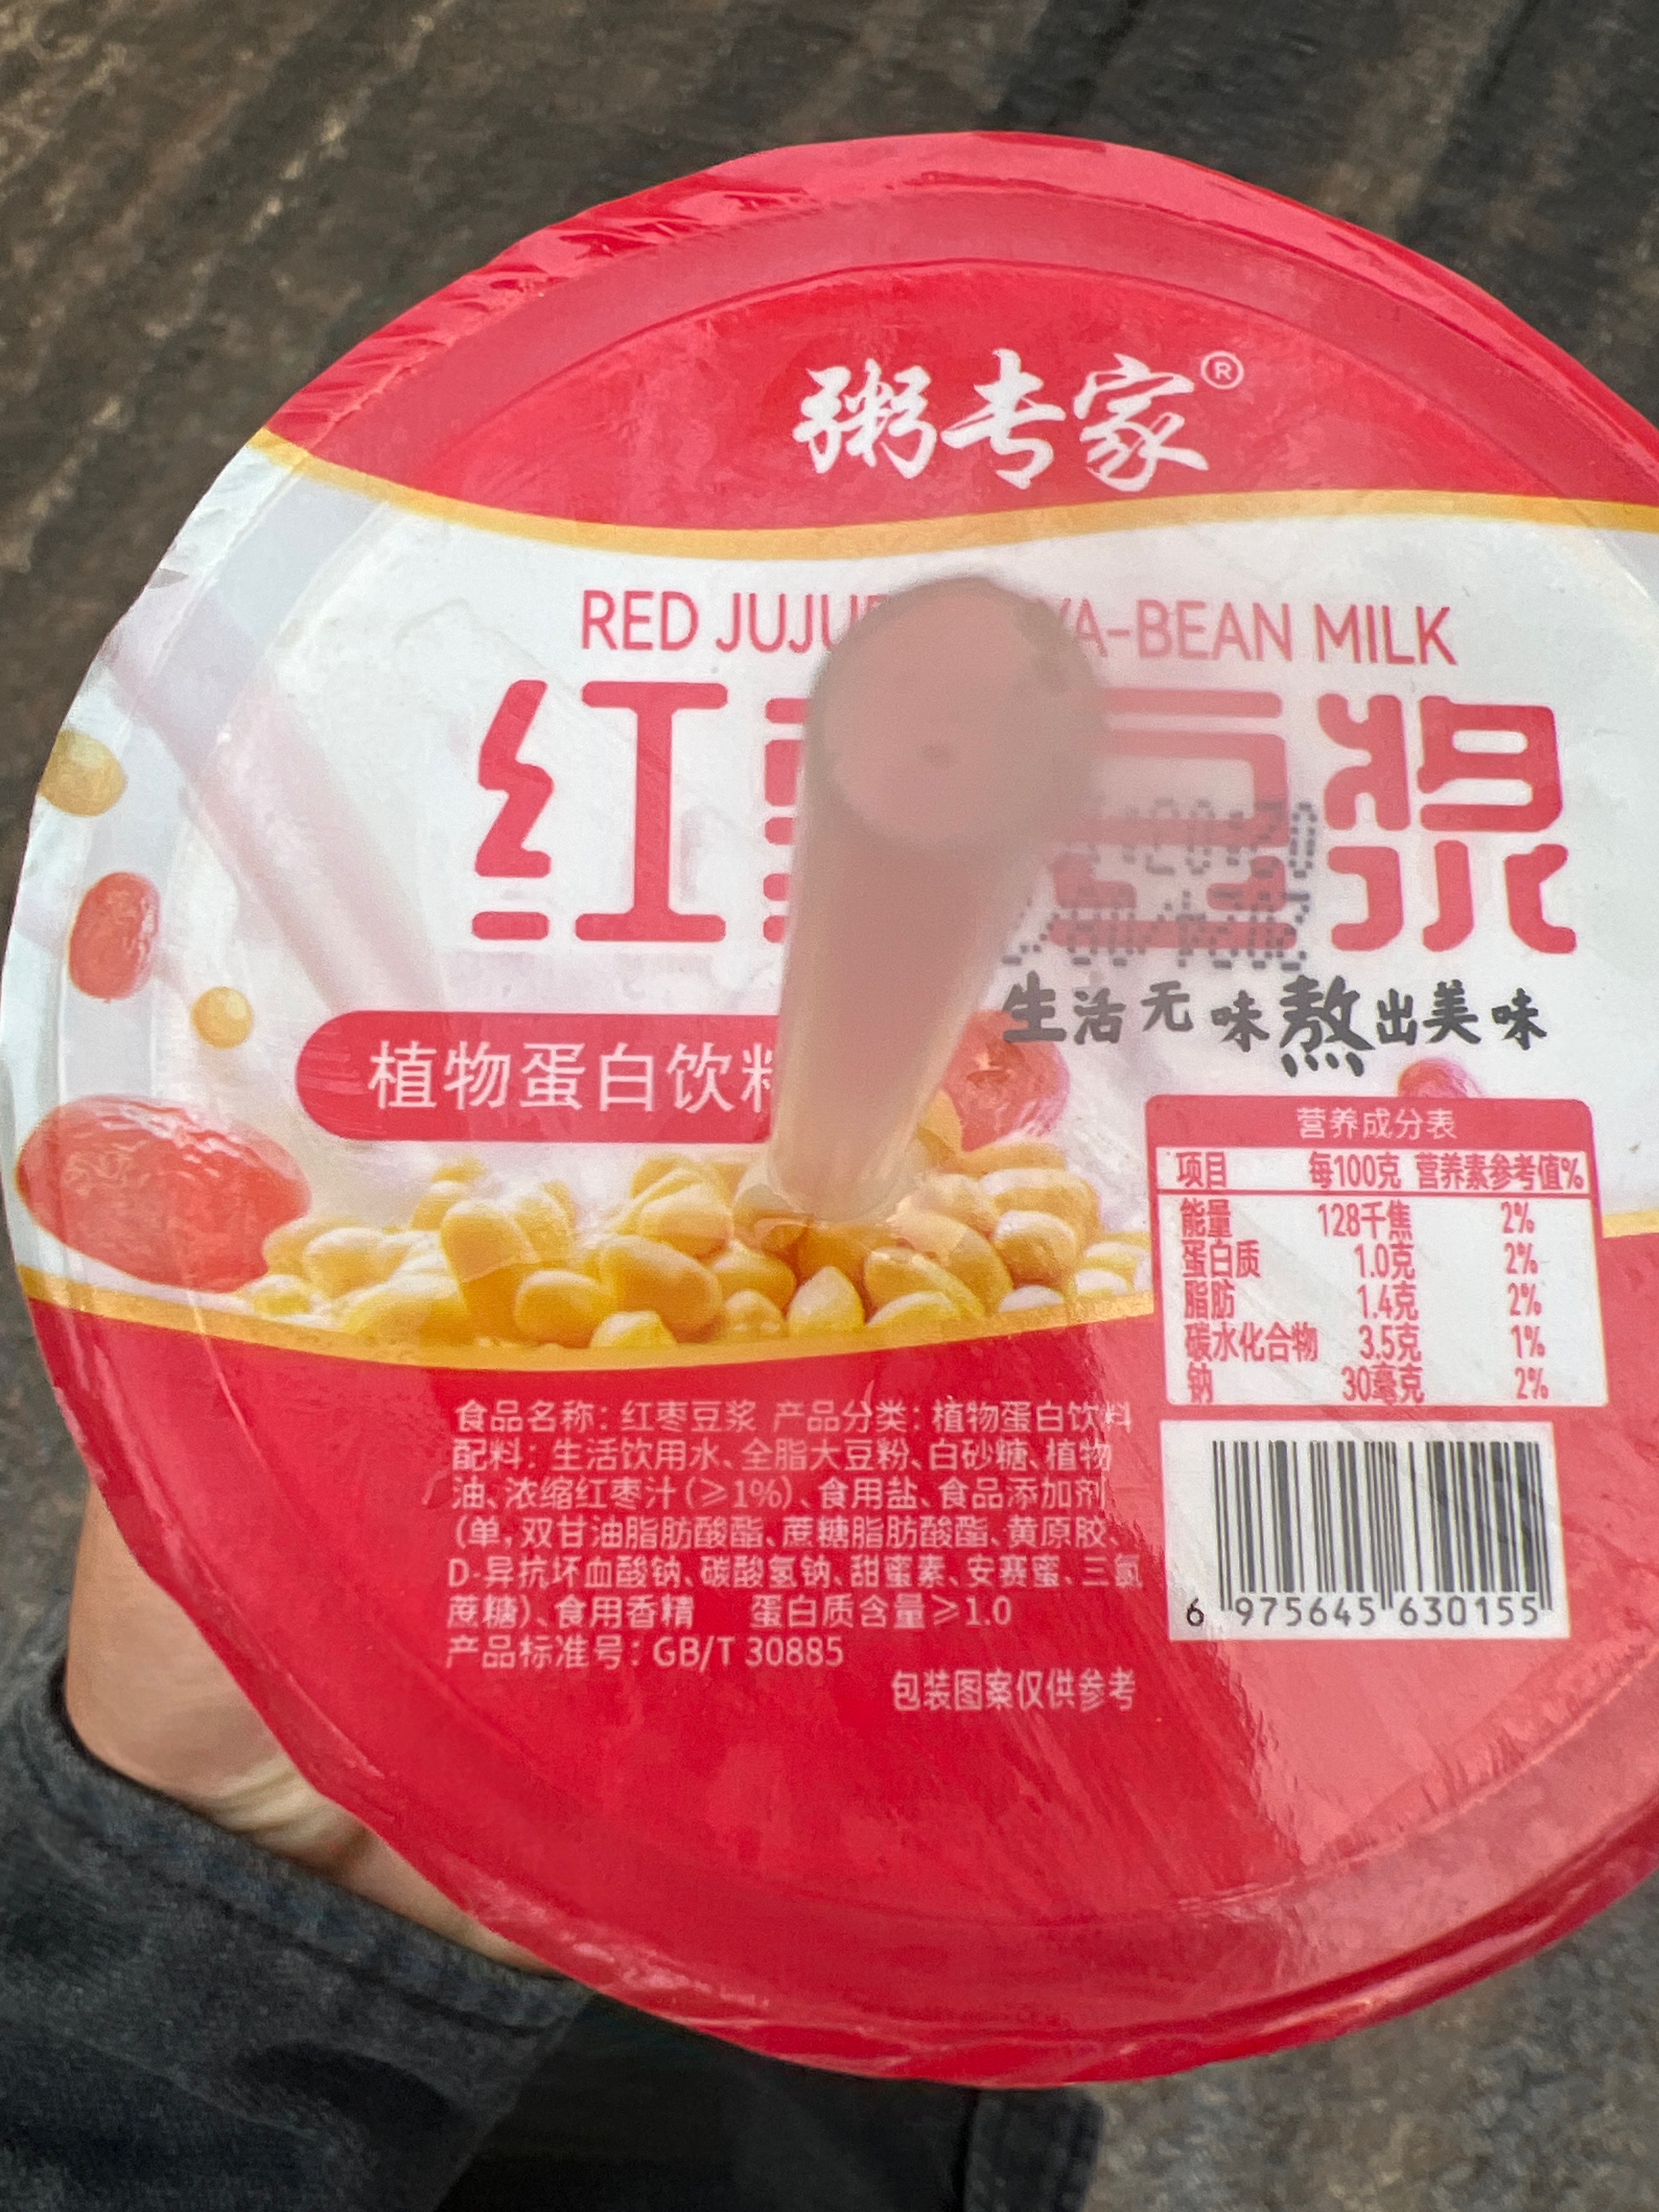 粥专家®
RED JUJU YA-BEAN MILK
红 豆浆
生活无味熬出美味
植物蛋白饮料
营养成分表
项目 每100克 营养素参考值%
能量 128千焦 2%
蛋白质 1.0克 2%
脂肪 1.4克 2%
碳水化合物 3.5克 1%
钠 30毫克 2%
食品名称：红枣豆浆 产品分类：植物蛋白饮料
配料：生活饮用水、全脂大豆粉、白砂糖、植物
油、浓缩红枣汁（≥1%）、食用盐、食品添加剂
（单，双甘油脂肪酸酯、蔗糖脂肪酸酯、黄原胶、
D-异抗坏血酸钠、碳酸氢钠、甜蜜素、安赛蜜、三氯
蔗糖）、食用香精 蛋白质含量≥1.0
产品标准号：GB/T 30885
包装图案仅供参考
6 975645 630155